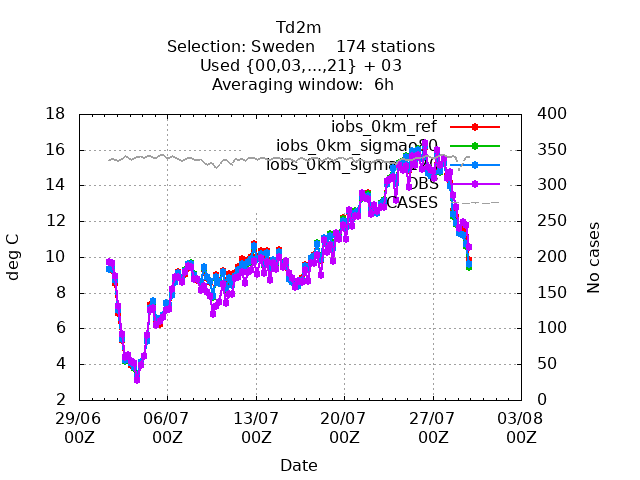 Td2m
Selection: Sweden    174 stations
Used {00,03,...,21} + 03
Averaging window:  6h
18
16
14
12
10
8
6
4
2
400
350
300
250
200
150
100
50
0
iobs_0km_ref
OBS
CASES
deg C
No cases
29/06 06/07 13/07 20/07 27/07 03/08
00Z 00Z 00Z 00Z 00Z 00Z
Date